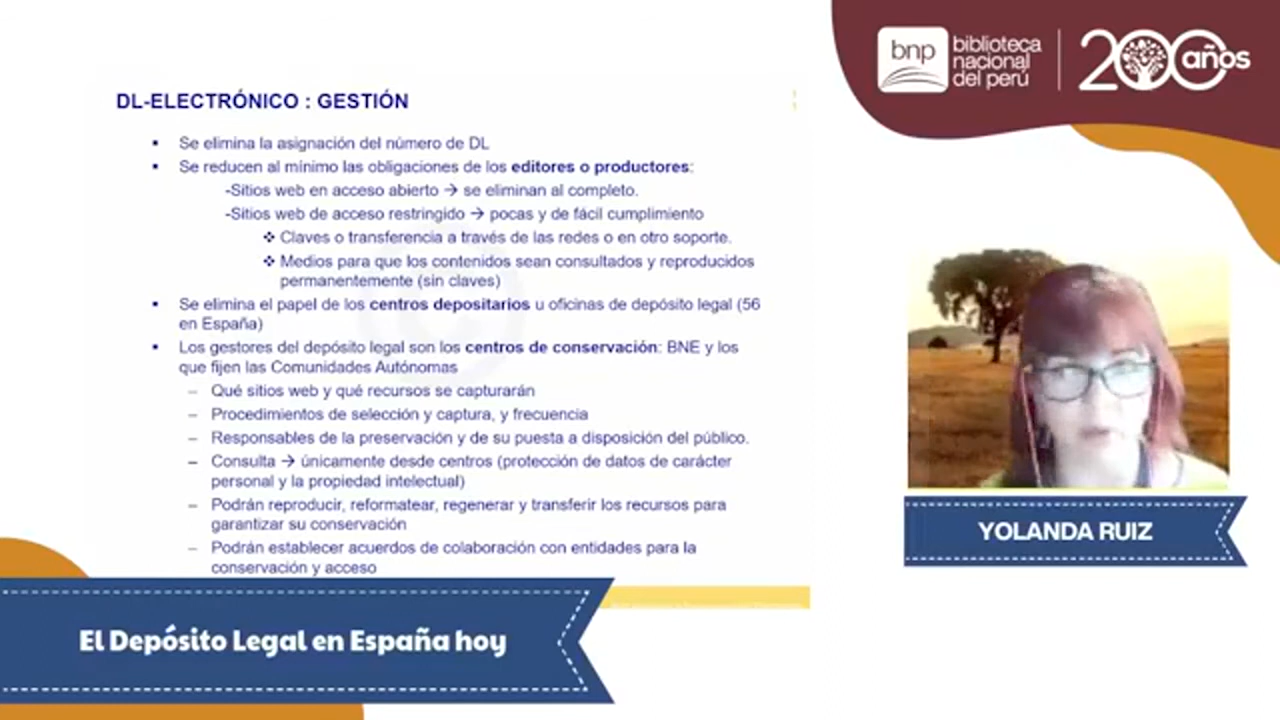 DL-ELECTRÓNICO : GESTIÓN
▪ Se elimina la asignación del número de DL
▪ Se reducen al mínimo las obligaciones de los editores o productores:
-Sitios web en acceso abierto → se eliminan al completo.
-Sitios web de acceso restringido → pocas y de fácil cumplimiento
❖ Claves o transferencia a través de las redes o en otro soporte.
❖ Medios para que los contenidos sean consultados y reproducidos
permanentemente (sin claves)
▪ Se elimina el papel de los centros depositarios u oficinas de depósito legal (56
en España)
▪ Los gestores del depósito legal son los centros de conservación: BNE y los
que fijen las Comunidades Autónomas
– Qué sitios web y qué recursos se capturarán
– Procedimientos de selección y captura, y frecuencia
– Responsables de la preservación y de su puesta a disposición del público.
– Consulta → únicamente desde centros (protección de datos de carácter
personal y la propiedad intelectual)
– Podrán reproducir, reformatear, regenerar y transferir los recursos para
garantizar su conservación
– Podrán establecer acuerdos de colaboración con entidades para la
conservación y acceso
El Depósito Legal en España hoy
bnp
biblioteca
nacional
del perú
200 años
YOLANDA RUIZ